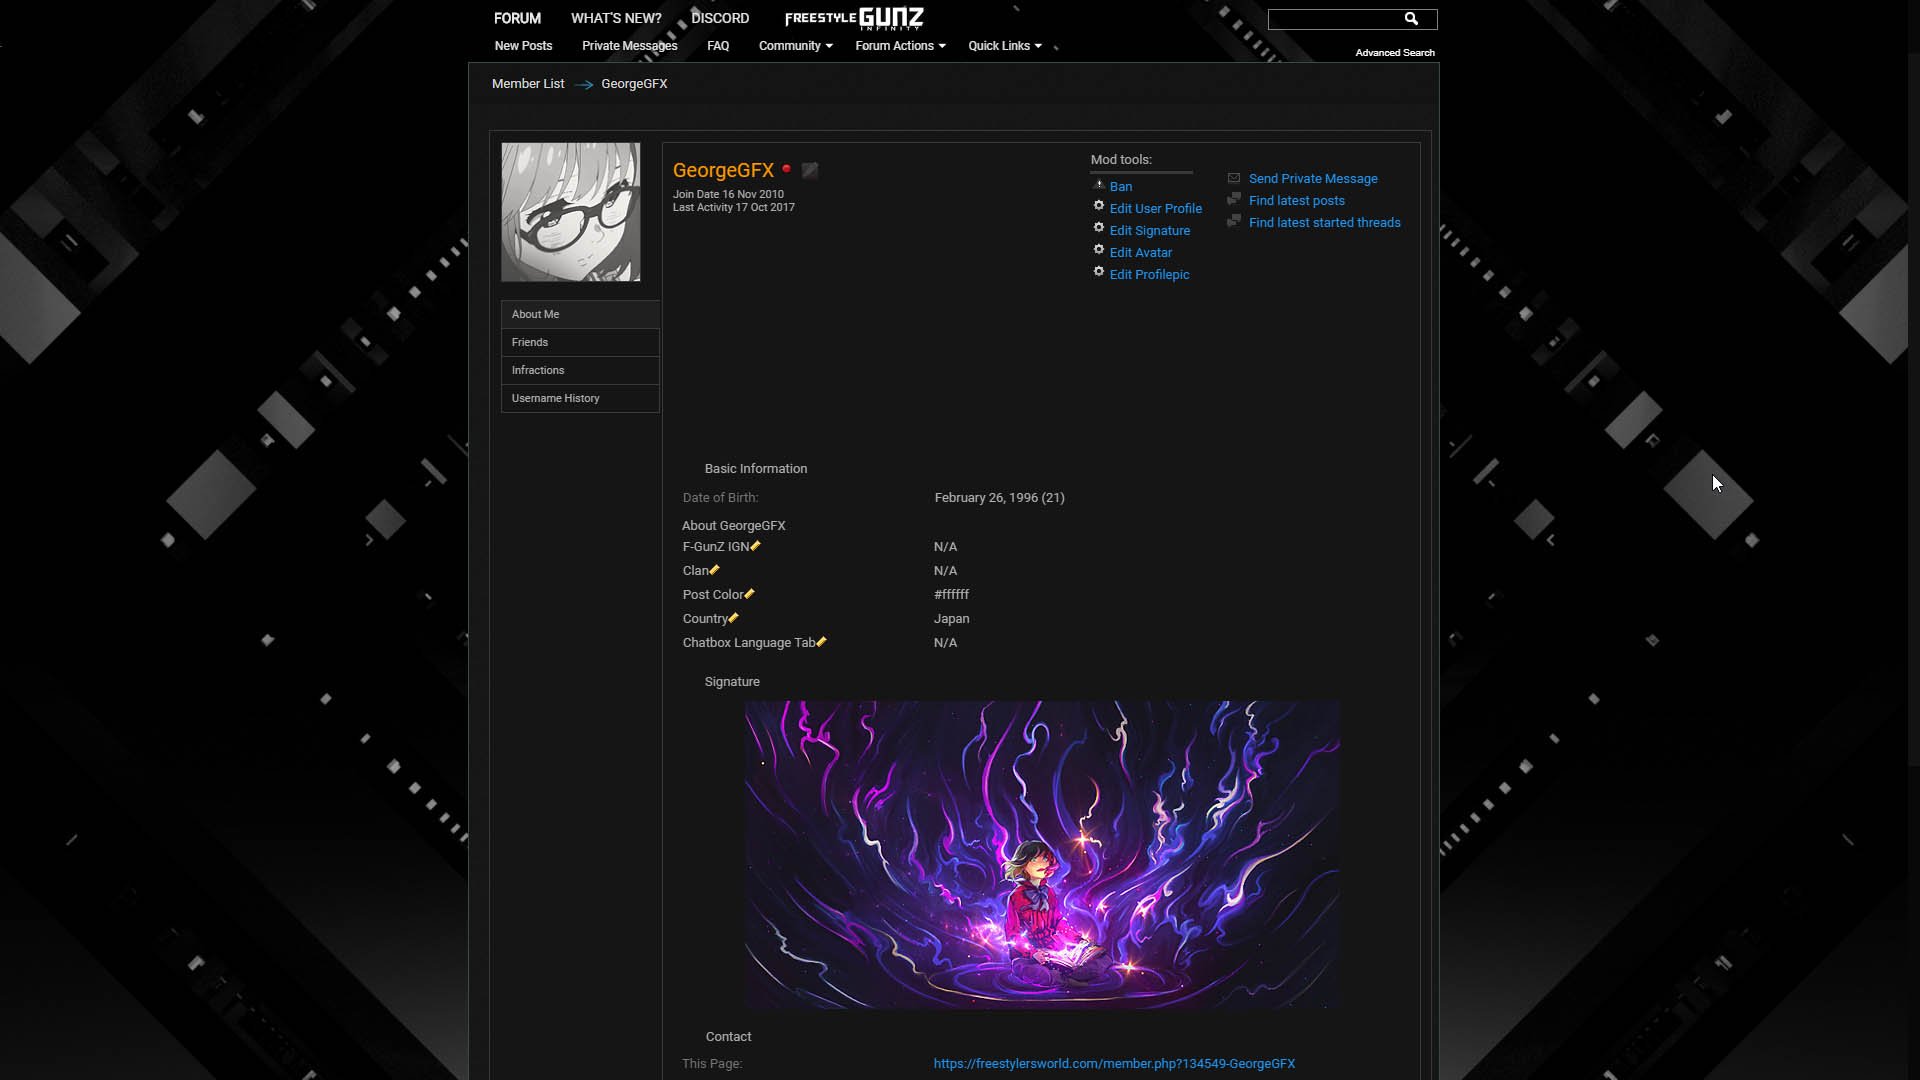 FORUM WHAT'S NEW? DISCORD FREESTYLE GUNZ INFINITY
New Posts Private Messages FAQ Community Forum Actions Quick Links
Advanced Search
Member List GeorgeGFX
GeorgeGFX
Join Date 16 Nov 2010
Last Activity 17 Oct 2017
Mod tools:
Ban
Edit User Profile
Edit Signature
Edit Avatar
Edit Profilepic
Send Private Message
Find latest posts
Find latest started threads
About Me
Friends
Infractions
Username History
Basic Information
Date of Birth: February 26, 1996 (21)
About GeorgeGFX
F-GunZ IGN N/A
Clan N/A
Post Color #ffffff
Country Japan
Chatbox Language Tab N/A
Signature
Contact
This Page: https://freestylersworld.com/member.php?134549-GeorgeGFX